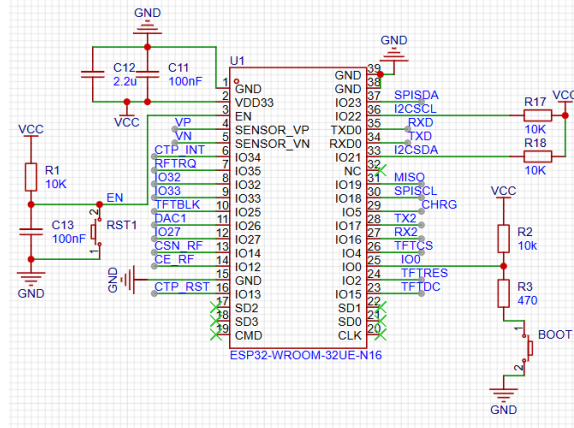 GND
GND
C12
2.2u
C11
100nF
VCC
U1
1 GND
2 VDD33
3 EN
VP 4 SENSOR_VP
VN 5 SENSOR_VN
CTP_INT 6 IO34
RFTRQ 7 IO35
IO32 8 IO32
IO33 9 IO33
TFTBLK 10 IO25
DAC1 11 IO26
IO27 12 IO27
CSN_RF 13 IO14
CE_RF 14 IO12
GND 15 GND
CTP_RST 16 IO13
17 SD2
18 SD3
19 CMD
GND 39
GND 38
IO23 37 SPISDA
IO22 36 I2CSCL
TXD0 35 RXD
RXD0 34 TXD
IO21 33 I2CSDA
NC 32
IO19 31 MISO
IO18 30 SPISCL
IO5 29 CHRG
IO17 28 TX2
IO16 27 RX2
IO4 26 TFTCS
IO0 25 IO0
IO2 24 TFTRES
IO15 23 TFTDC
SD1 22
SD0 21
CLK 20
ESP32-WROOM-32UE-N16
VCC
R1
10K
EN
C13
100nF
2
RST1
1
GND
R17
10K
R18
10K
VCC
VCC
R2
10k
R3
470
1
BOOT
2
GND